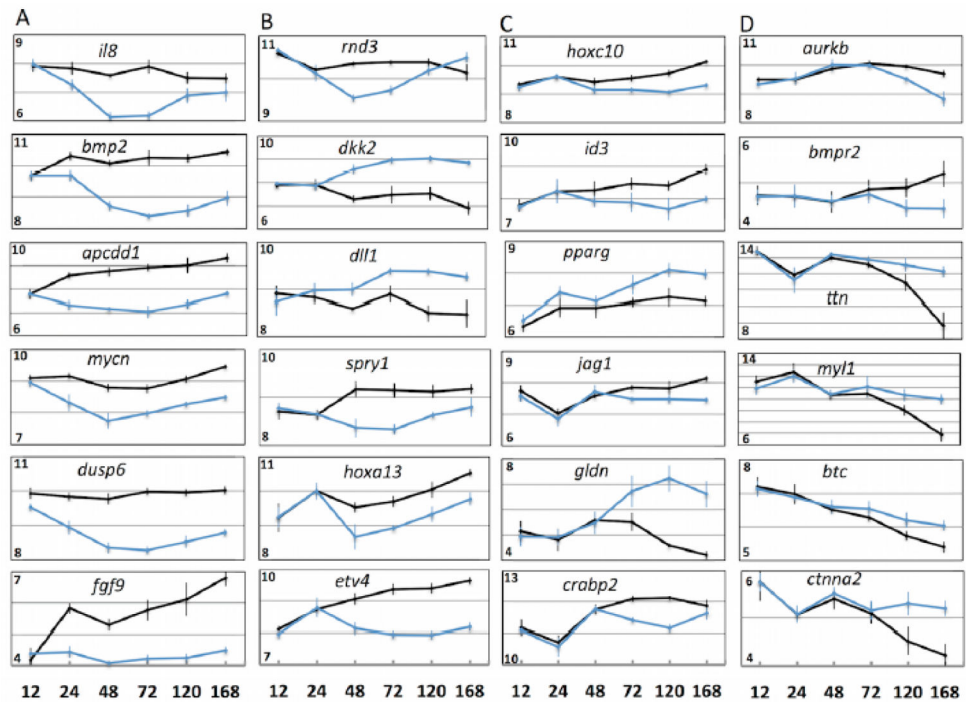 A B C D
9 il8 6
11 rnd3 9
11 hoxc10 8
11 aurkb 8
11 bmp2 8
10 dkk2 6
10 id3 7
6 bmpr2 4
10 apcdd1 6
dll1 8
9 pparg 6
14 ttn 8
10 mycn 7
10 spry1 8
9 jag1 6
14 myl1 6
11 dusp6 8
11 hoxa13 8
8 gldn 4
8 btc 5
7 fgf9 4
10 etv4 7
13 crabp2 10
6 ctnna2 4
12 24 48 72 120 168 12 24 48 72 120 168 12 24 48 72 120 168 12 24 48 72 120 168